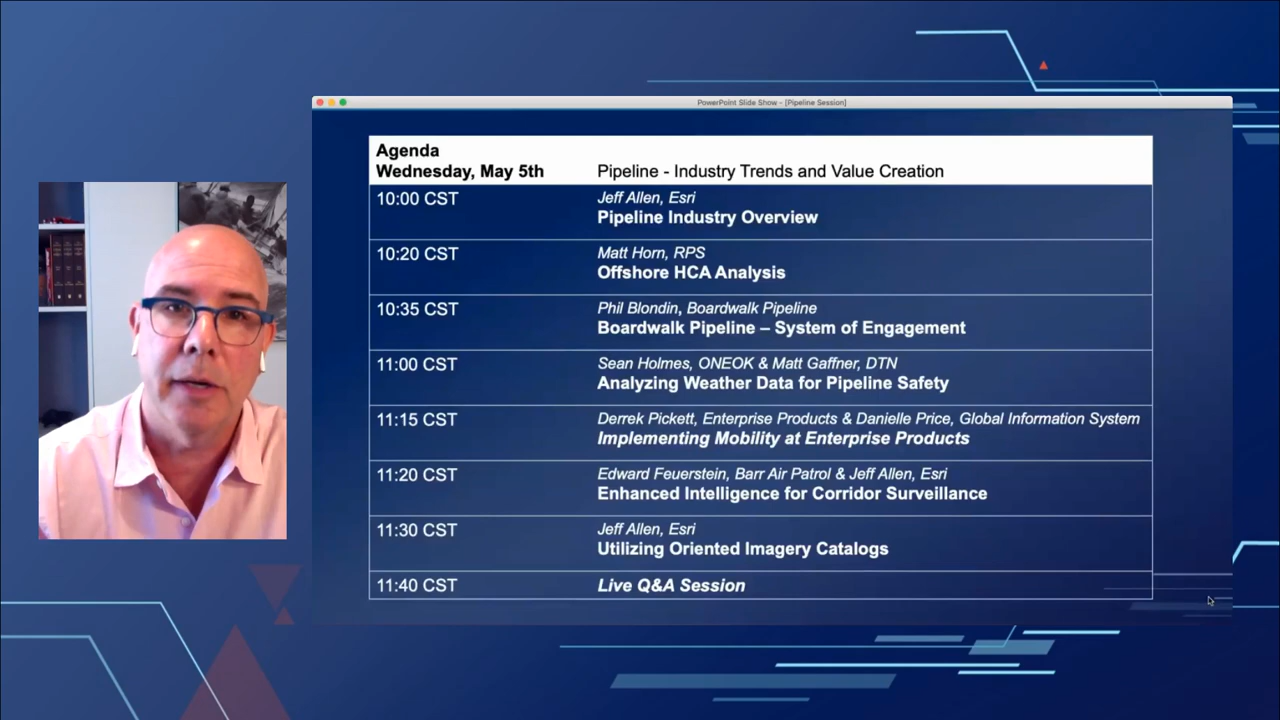 PowerPoint Slide Show - [Pipeline Session]
Agenda
Wednesday, May 5th Pipeline - Industry Trends and Value Creation
10:00 CST Jeff Allen, Esri
Pipeline Industry Overview
10:20 CST Matt Horn, RPS
Offshore HCA Analysis
10:35 CST Phil Blondin, Boardwalk Pipeline
Boardwalk Pipeline – System of Engagement
11:00 CST Sean Holmes, ONEOK & Matt Gaffner, DTN
Analyzing Weather Data for Pipeline Safety
11:15 CST Derrek Pickett, Enterprise Products & Danielle Price, Global Information System
Implementing Mobility at Enterprise Products
11:20 CST Edward Feuerstein, Barr Air Patrol & Jeff Allen, Esri
Enhanced Intelligence for Corridor Surveillance
11:30 CST Jeff Allen, Esri
Utilizing Oriented Imagery Catalogs
11:40 CST Live Q&A Session